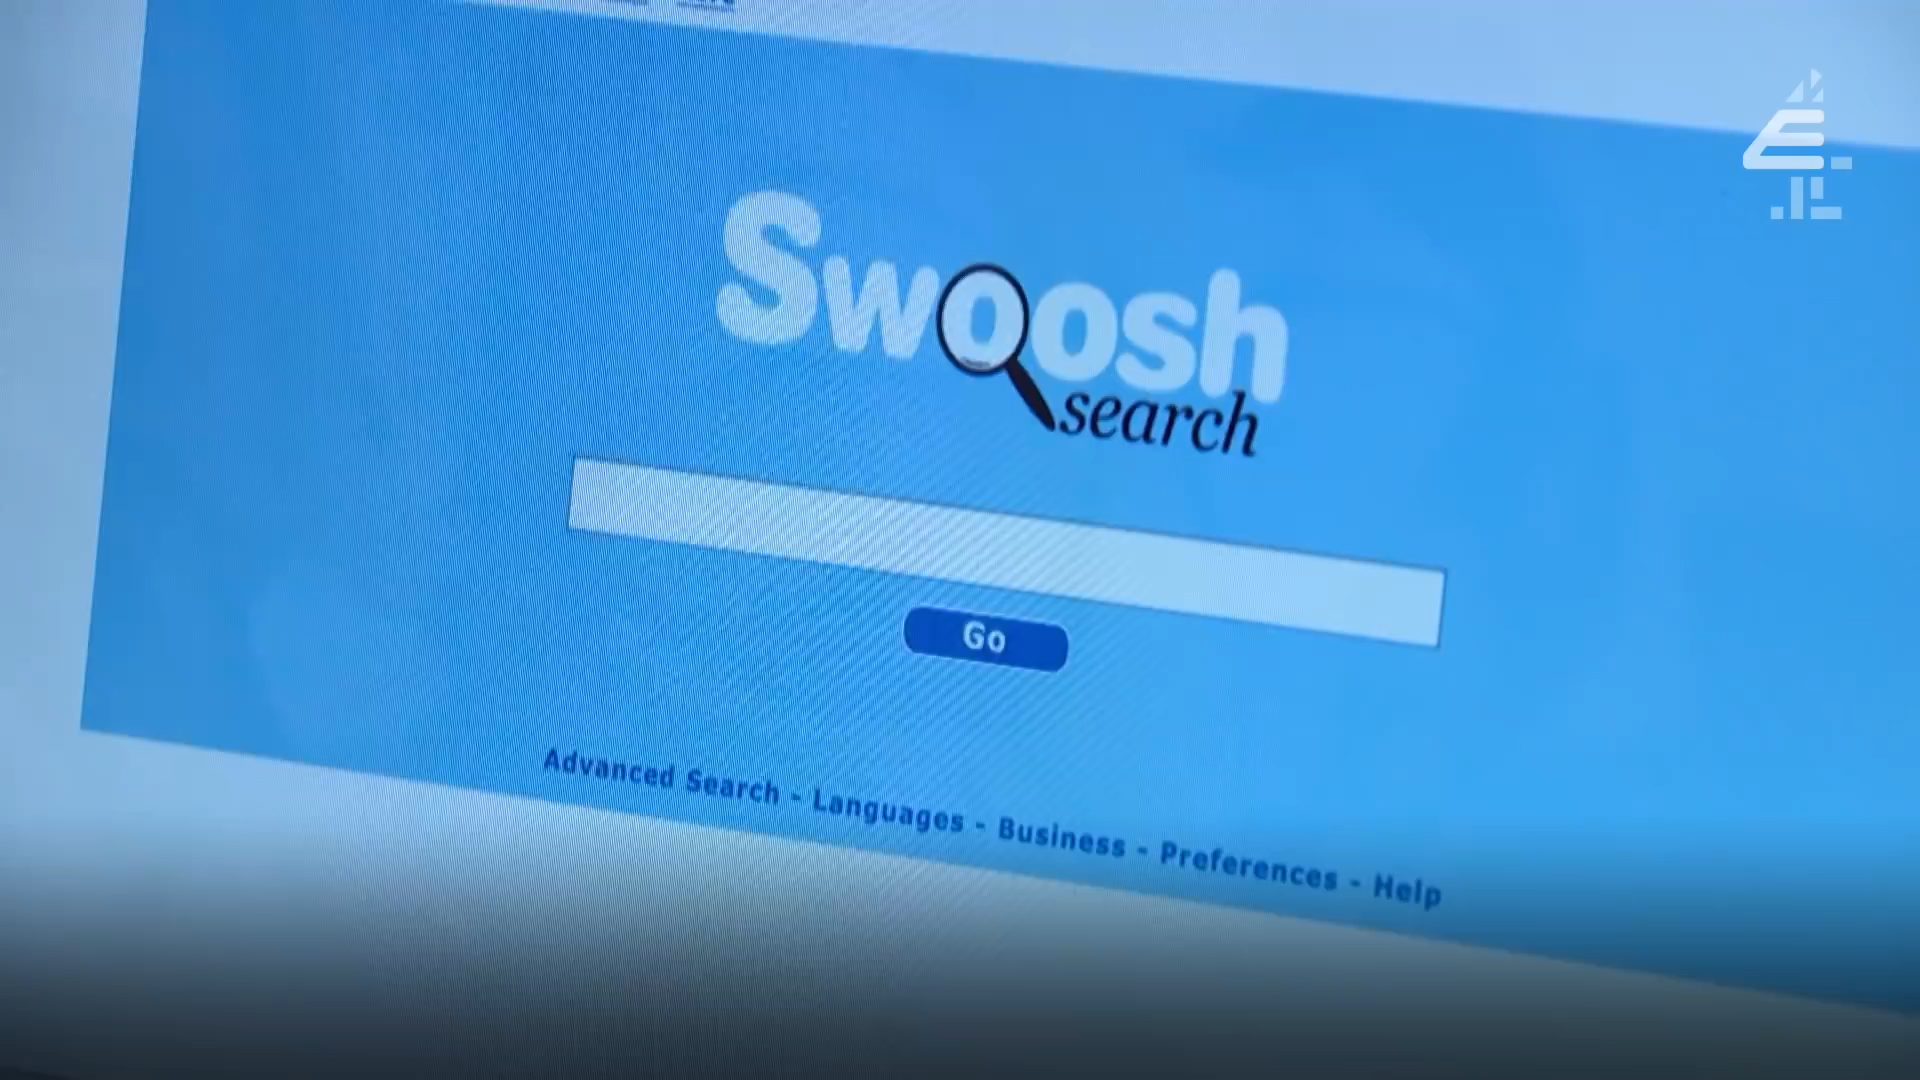 Swoosh
search
Go
Advanced Search - Languages - Business - Preferences - Help